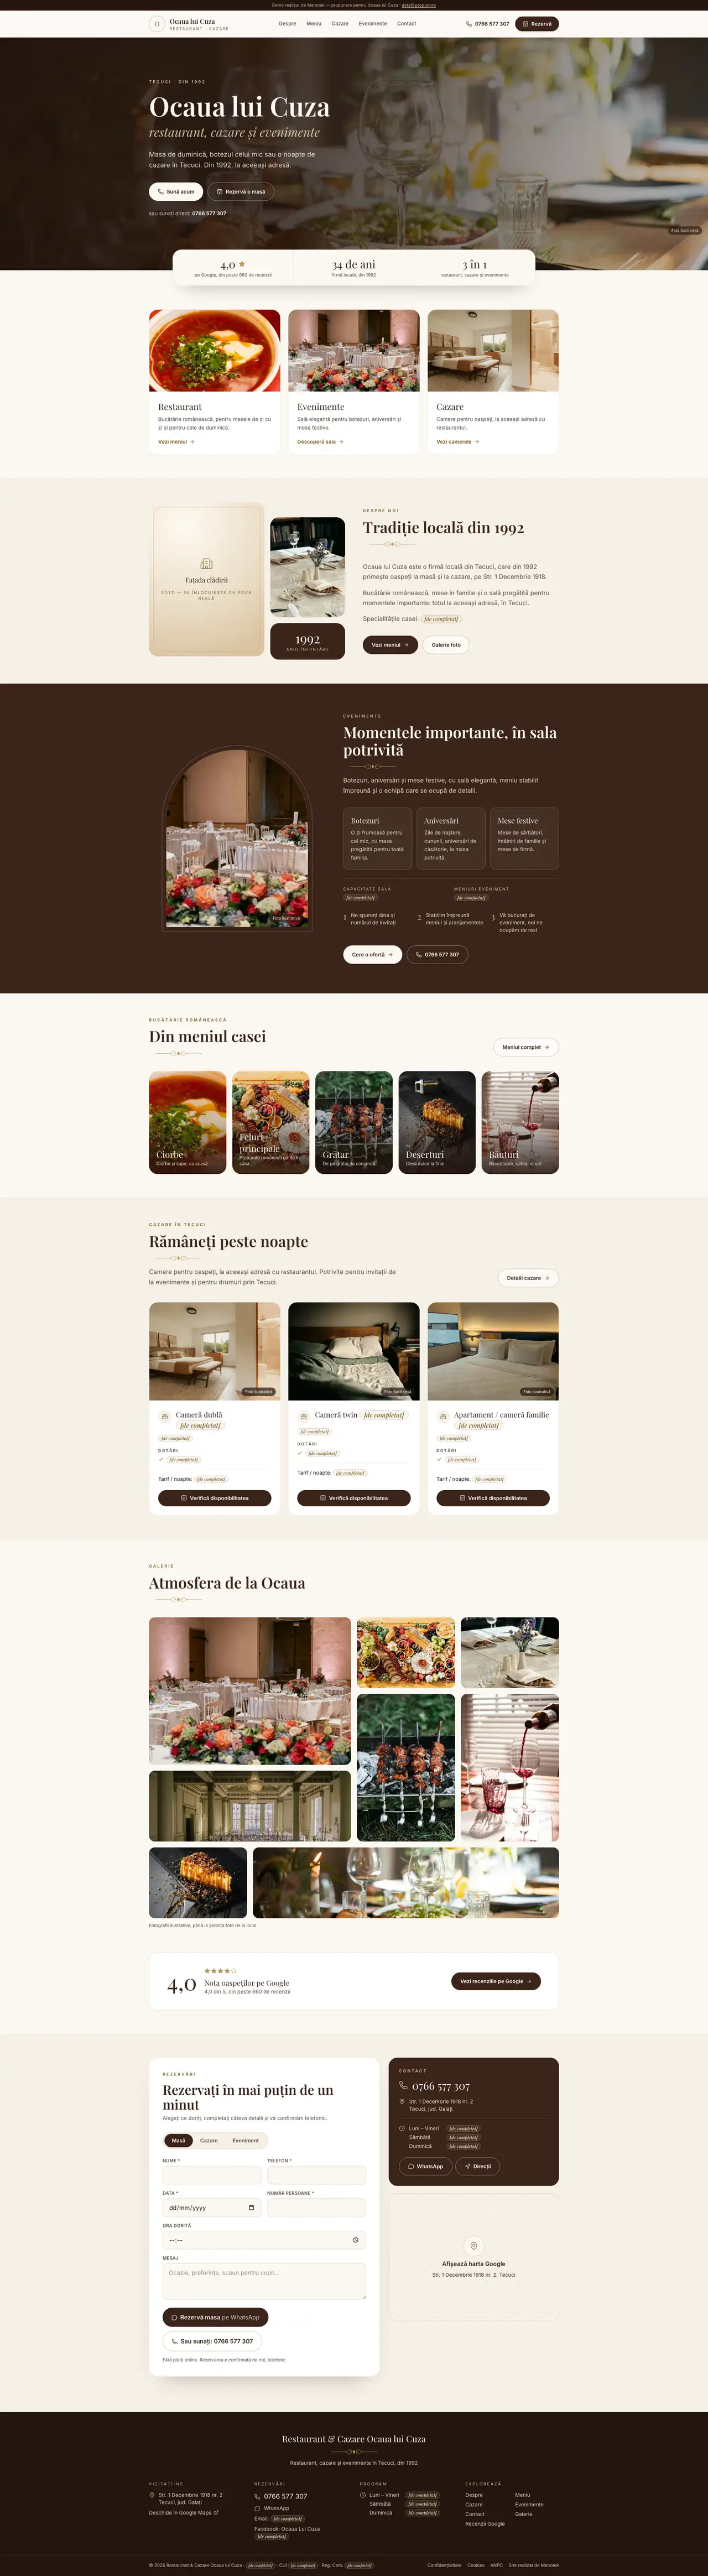 Demo realizat de Manotek — propunere pentru Ocaua lui Cuza · detalii propunere
O
Ocaua lui Cuza
RESTAURANT · CAZARE
Despre
Meniu
Cazare
Evenimente
Contact
0766 577 307
Rezervă
TECUCI · DIN 1992
Ocaua lui Cuza
restaurant, cazare și evenimente
Masa de duminică, botezul celui mic sau o noapte de
cazare în Tecuci. Din 1992, la aceeași adresă.
Sună acum
Rezervă o masă
sau sunați direct: 0766 577 307
Foto ilustrativă
4,0
pe Google, din peste 660 de recenzii
34 de ani
firmă locală, din 1992
3 în 1
restaurant, cazare și evenimente
Restaurant
Bucătărie românească, pentru mesele de zi cu
zi și pentru cele de duminică.
Vezi meniul
Evenimente
Sală elegantă pentru botezuri, aniversări și
mese festive.
Descoperă sala
Cazare
Camere pentru oaspeți, la aceeași adresă cu
restaurantul.
Vezi camerele
Fațada clădirii
FOTO — SE ÎNLOCUIEȘTE CU POZA
REALĂ
1992
ANUL ÎNFIINȚĂRII
DESPRE NOI
Tradiție locală din 1992
Ocaua lui Cuza este o firmă locală din Tecuci, care din 1992
primește oaspeți la masă și la cazare, pe Str. 1 Decembrie 1918.
Bucătărie românească, mese în familie și o sală pregătită pentru
momentele importante: totul la aceeași adresă, în Tecuci.
Specialitățile casei: [de completat]
Vezi meniul
Galerie foto
Foto ilustrativă
EVENIMENTE
Momentele importante, în sala
potrivită
Botezuri, aniversări și mese festive, cu sală elegantă, meniu stabilit
împreună și o echipă care se ocupă de detalii.
Botezuri
O zi frumoasă pentru
cel mic, cu masa
pregătită pentru toată
familia.
Aniversări
Zile de naștere,
cununii, aniversări de
căsătorie, la masa
potrivită.
Mese festive
Mese de sărbători,
întâlniri de familie și
mese de firmă.
CAPACITATE SALĂ
[de completat]
MENIURI EVENIMENT
[de completat]
1
Ne spuneți data și
numărul de invitați
2
Stabilim împreună
meniul și aranjamentele
3
Vă bucurați de
eveniment, noi ne
ocupăm de rest
Cere o ofertă
0766 577 307
BUCĂTĂRIE ROMÂNEASCĂ
Din meniul casei
Meniul complet
Ciorbe
Ciorbe și supe, ca acasă
Feluri
principale
Preparate românești gătite în
casă
Grătar
De pe grătar, la comandă
Deserturi
Ceva dulce la final
Băuturi
Răcoritoare, cafea, vinuri
CAZARE ÎN TECUCI
Rămâneți peste noapte
Camere pentru oaspeți, la aceeași adresă cu restaurantul. Potrivite pentru invitații de
la evenimente și pentru drumuri prin Tecuci.
Detalii cazare
Foto ilustrativă
Cameră dublă
[de completat]
[de completat]
DOTĂRI
[de completat]
Tarif / noapte: [de completat]
Verifică disponibilitatea
Foto ilustrativă
Cameră twin [de completat]
[de completat]
DOTĂRI
[de completat]
Tarif / noapte: [de completat]
Verifică disponibilitatea
Foto ilustrativă
Apartament / cameră familie
[de completat]
[de completat]
DOTĂRI
[de completat]
Tarif / noapte: [de completat]
Verifică disponibilitatea
GALERIE
Atmosfera de la Ocaua
Fotografii ilustrative, până la ședința foto de la local.
4,0
Nota oaspeților pe Google
4,0 din 5, din peste 660 de recenzii
Vezi recenziile pe Google
REZERVĂRI
Rezervați în mai puțin de un
minut
Alegeți ce doriți, completați câteva detalii și vă confirmăm telefonic.
Masă
Cazare
Eveniment
NUME *
TELEFON *
DATA *
NUMĂR PERSOANE *
dd/mm/yyyy
ORA DORITĂ
--:--
MESAJ
Ocazie, preferințe, scaun pentru copil...
Rezervă masa pe WhatsApp
Sau sunați: 0766 577 307
Fără plată online. Rezervarea e confirmată de noi, telefonic.
CONTACT
0766 577 307
Str. 1 Decembrie 1918 nr. 2
Tecuci, jud. Galați
Luni – Vineri [de completat]
Sâmbătă [de completat]
Duminică [de completat]
WhatsApp
Direcții
Afișează harta Google
Str. 1 Decembrie 1918 nr. 2, Tecuci
Restaurant & Cazare Ocaua lui Cuza
Restaurant, cazare și evenimente în Tecuci, din 1992
VIZITAȚI-NE
Str. 1 Decembrie 1918 nr. 2
Tecuci, jud. Galați
Deschide în Google Maps
REZERVĂRI
0766 577 307
WhatsApp
Email: [de completat]
Facebook: Ocaua Lui Cuza
[de completat]
PROGRAM
Luni – Vineri [de completat]
Sâmbătă [de completat]
Duminică [de completat]
EXPLOREAZĂ
Despre
Meniu
Cazare
Evenimente
Contact
Galerie
Recenzii Google
© 2026 Restaurant & Cazare Ocaua lui Cuza · [de completat] · CUI [de completat] · Reg. Com. [de completat]
Confidențialitate
Cookies
ANPC
Site realizat de Manotek